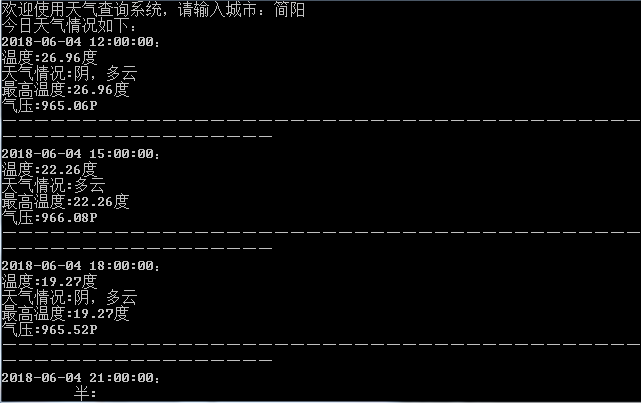 欢迎使用天气查询系统，请输入城市：简阳
今日天气情况如下：
2018-06-04 12:00:00：
温度:26.96度
天气情况:阴，多云
最高温度:26.96度
气压:965.06P
2018-06-04 15:00:00：
温度:22.26度
天气情况:多云
最高温度:22.26度
气压:966.08P
2018-06-04 18:00:00：
温度:19.27度
天气情况:阴，多云
最高温度:19.27度
气压:965.52P
2018-06-04 21:00:00：
半：